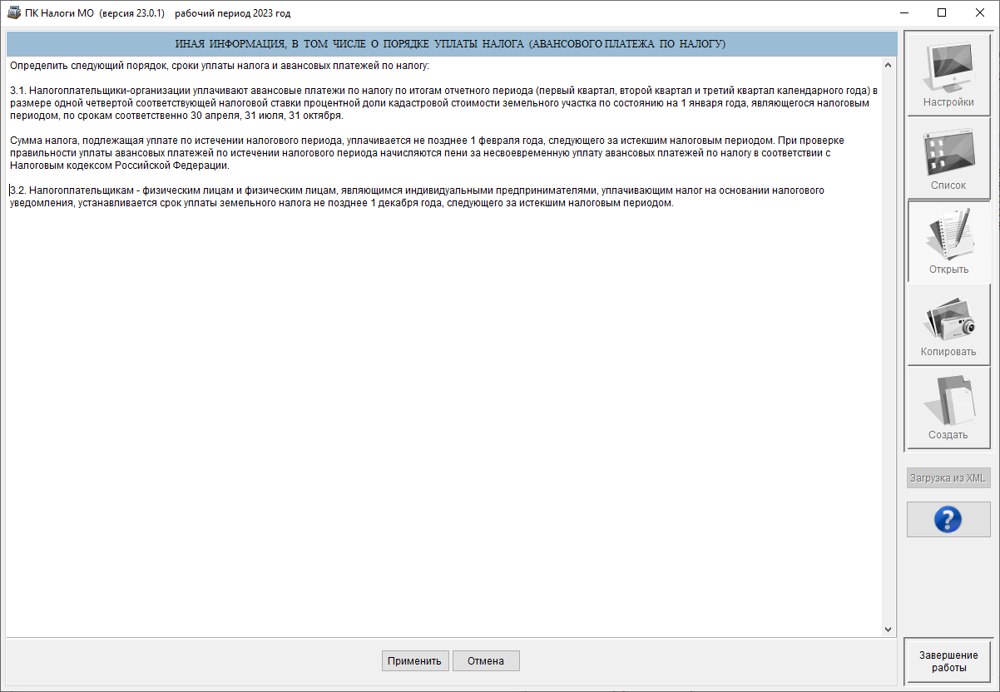 ПК Налоги МО (версия 23.0.1) рабочий период 2023 год
ИНАЯ ИНФОРМАЦИЯ, В ТОМ ЧИСЛЕ О ПОРЯДКЕ УПЛАТЫ НАЛОГА (АВАНСОВОГО ПЛАТЕЖА ПО НАЛОГУ)
Определить следующий порядок, сроки уплаты налога и авансовых платежей по налогу:
3.1. Налогоплательщики-организации уплачивают авансовые платежи по налогу по итогам отчетного периода (первый квартал, второй квартал и третий квартал календарного года) в
размере одной четвертой соответствующей налоговой ставки процентной доли кадастровой стоимости земельного участка по состоянию на 1 января года, являющегося налоговым
периодом, по срокам соответственно 30 апреля, 31 июля, 31 октября.
Сумма налога, подлежащая уплате по истечении налогового периода, уплачивается не позднее 1 февраля года, следующего за истекшим налоговым периодом. При проверке
правильности уплаты авансовых платежей по истечении налогового периода начисляются пени за несвоевременную уплату авансовых платежей по налогу в соответствии с
Налоговым кодексом Российской Федерации.
3.2. Налогоплательщикам - физическим лицам и физическим лицам, являющимся индивидуальными предпринимателями, уплачивающим налог на основании налогового
уведомления, устанавливается срок уплаты земельного налога не позднее 1 декабря года, следующего за истекшим налоговым периодом.
Применить
Отмена
Настройки
Список
Открыть
Копировать
Создать
Загрузка из XML
?
Завершение
работы